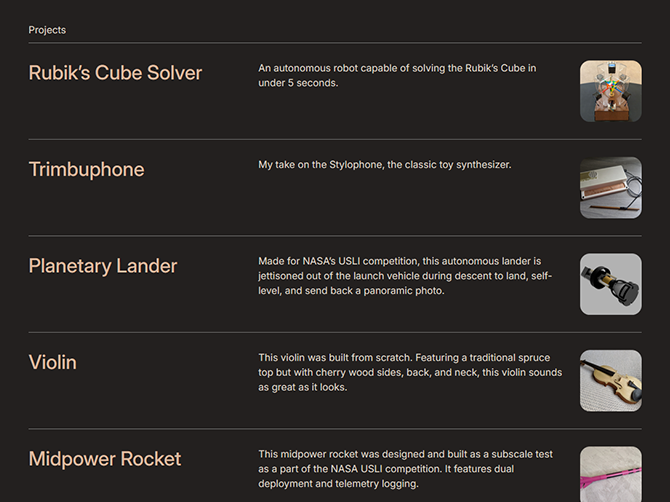 Projects
Rubik’s Cube Solver
An autonomous robot capable of solving the Rubik’s Cube in
under 5 seconds.
Trimbuphone
My take on the Stylophone, the classic toy synthesizer.
Planetary Lander
Made for NASA’s USLI competition, this autonomous lander is
jettisoned out of the launch vehicle during descent to land, self-
level, and send back a panoramic photo.
Violin
This violin was built from scratch. Featuring a traditional spruce
top but with cherry wood sides, back, and neck, this violin sounds
as great as it looks.
Midpower Rocket
This midpower rocket was designed and built as a subscale test
as a part of the NASA USLI competition. It features dual
deployment and telemetry logging.